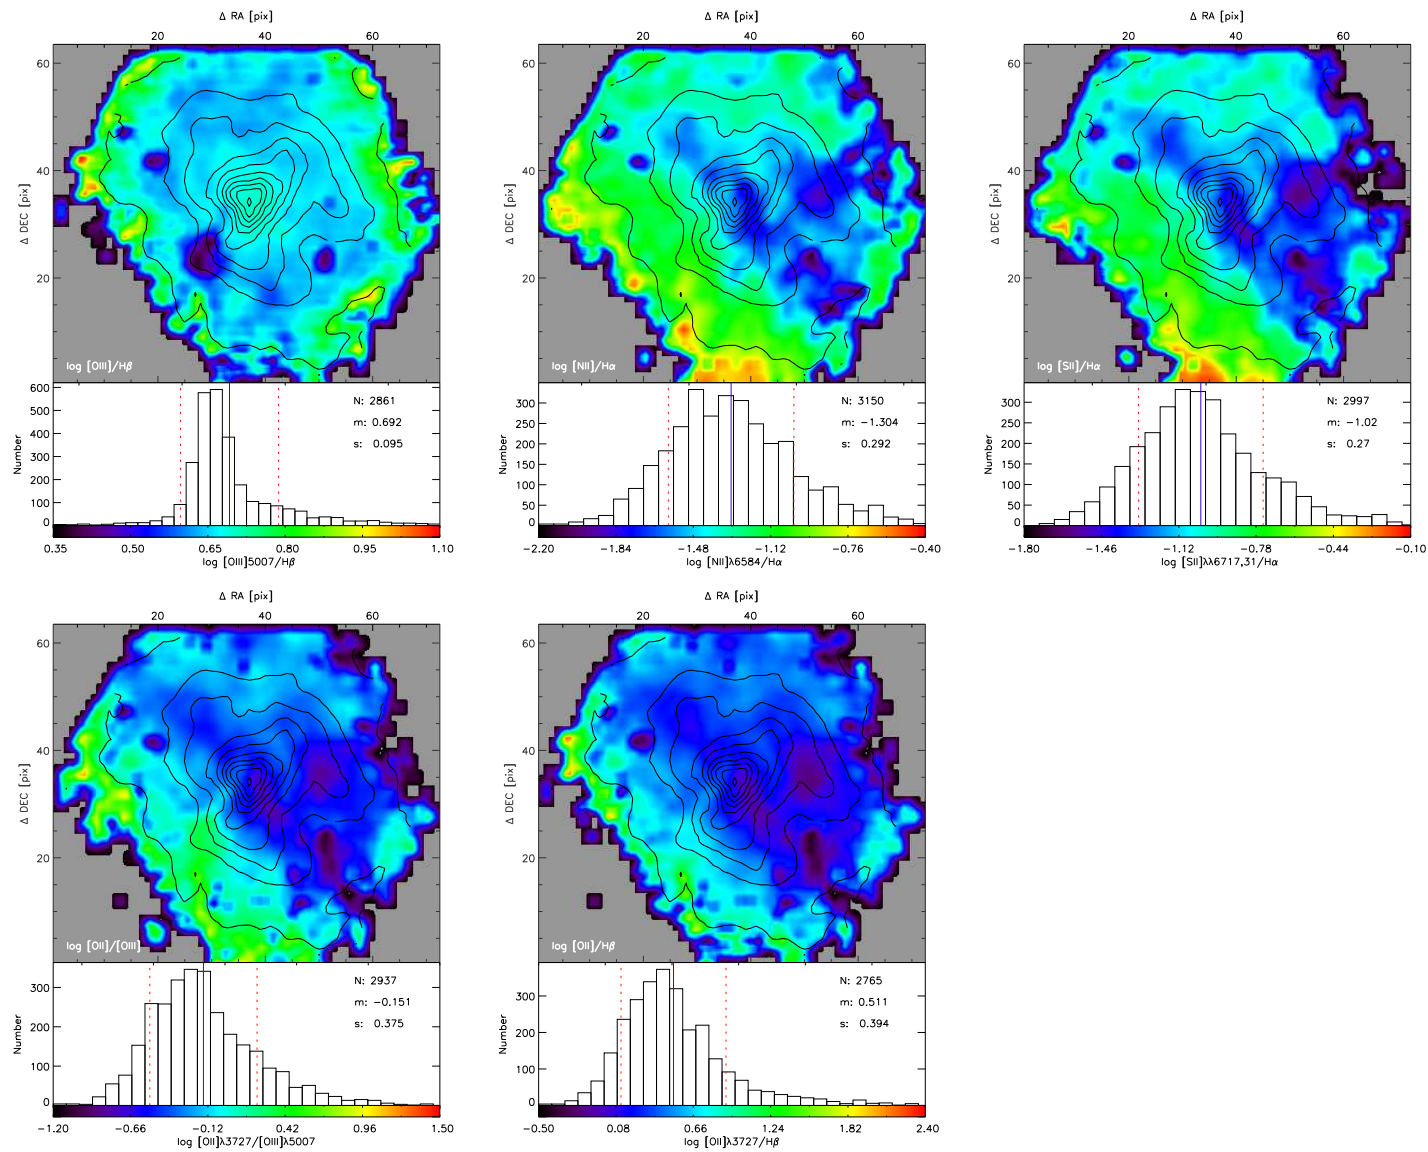 Δ RA [pix]
20 40 60
60
40
20
Δ DEC [pix]
log [OIII]/Hβ
600
500
400
300
200
100
0
Number
N: 2861
m: 0.692
s: 0.095
0.35 0.50 0.65 0.80 0.95 1.10
log [OIII]5007/Hβ
Δ RA [pix]
20 40 60
60
40
20
Δ DEC [pix]
log [NII]/Hα
300
250
200
150
100
50
0
Number
N: 3150
m: −1.304
s: 0.292
−2.20 −1.84 −1.48 −1.12 −0.76 −0.40
log [NII]λ6584/Hα
Δ RA [pix]
20 40 60
60
40
20
Δ DEC [pix]
log [SII]/Hα
300
250
200
150
100
50
0
Number
N: 2997
m: −1.02
s: 0.27
−1.80 −1.46 −1.12 −0.78 −0.44 −0.10
log [SII]λλ6717,31/Hα
Δ RA [pix]
20 40 60
60
40
20
Δ DEC [pix]
log [OII]/[OIII]
300
200
100
0
Number
N: 2937
m: −0.151
s: 0.375
−1.20 −0.66 −0.12 0.42 0.96 1.50
log [OII]λ3727/[OIII]λ5007
Δ RA [pix]
20 40 60
60
40
20
Δ DEC [pix]
log [OII]/Hβ
300
200
100
0
Number
N: 2765
m: 0.511
s: 0.394
−0.50 0.08 0.66 1.24 1.82 2.40
log [OII]λ3727/Hβ